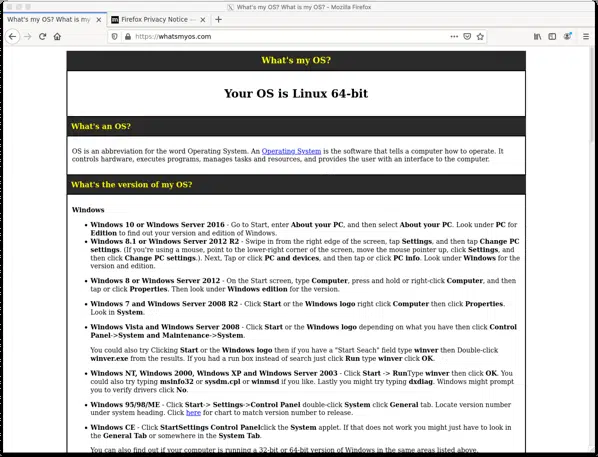 What's my OS? What is my OS? - Mozilla Firefox
What's my OS? What is my
Firefox Privacy Notice —
https://whatsmyos.com
What's my OS?
Your OS is Linux 64-bit
What's an OS?
OS is an abbreviation for the word Operating System. An Operating System is the software that tells a computer how to operate. It
controls hardware, executes programs, manages tasks and resources, and provides the user with an interface to the computer.
What's the version of my OS?
Windows
• Windows 10 or Windows Server 2016 - Go to Start, enter About your PC, and then select About your PC. Look under PC for
Edition to find out your version and edition of Windows.
• Windows 8.1 or Windows Server 2012 R2 - Swipe in from the right edge of the screen, tap Settings, and then tap Change PC
settings. (If you're using a mouse, point to the lower-right corner of the screen, move the mouse pointer up, click Settings, and
then click Change PC settings.). Next, Tap or click PC and devices, and then tap or click PC info. Look under Windows for the
version and edition.
• Windows 8 or Windows Server 2012 - On the Start screen, type Computer, press and hold or right-click Computer, and then
tap or click Properties. Then look under Windows edition for the version.
• Windows 7 and Windows Server 2008 R2 - Click Start or the Windows logo right click Computer then click Properties.
Look in System.
• Windows Vista and Windows Server 2008 - Click Start or the Windows logo depending on what you have then click Control
Panel->System and Maintenance->System.
You could also try Clicking Start or the Windows logo then if you have a "Start Seach" field type winver then Double-click
winver.exe from the results. If you had a run box instead of search just click Run type winver click OK.
• Windows NT, Windows 2000, Windows XP and Windows Server 2003 - Click Start -> RunType winver then click OK. You
could also try typing msinfo32 or sysdm.cpl or winmsd if you like. Lastly you might try typing dxdiag. Windows might prompt
you to verify drivers click No.
• Windows 95/98/ME - Click Start-> Settings->Control Panel double-click System click General tab. Locate version number
under system heading. Click here for chart to match version number to release.
• Windows CE - Click StartSettings Control Panelclick the System applet. If that does not work you might just have to look in
the General Tab or somewhere in the System Tab.
You can also find out if your computer is running a 32-bit or 64-bit version of Windows in the same areas listed above.